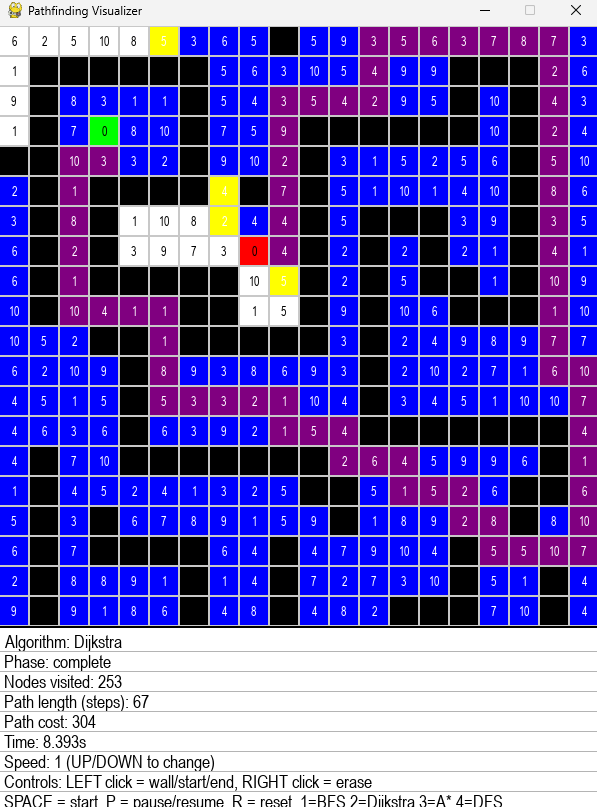 Pathfinding Visualizer
6 2 5 10 8 5 3 6 5 5 9 3 5 6 3 7 8 7 3
1 5 6 3 10 5 4 9 9 2 6
9 8 3 1 1 5 4 3 5 4 2 9 5 10 4 3
1 7 0 8 10 7 5 9 10 2 4
10 3 3 2 9 10 2 3 1 5 2 5 6 5 10
2 1 7 5 1 10 1 4 10 8 6
3 8 1 10 8 2 4 4 5 3 9 3 5
6 2 3 9 7 3 0 4 2 2 2 1 4 1
6 1 10 5 2 5 1 10 9
10 10 4 1 1 1 5 9 10 6 1 10
10 5 2 1 3 2 4 9 8 9 7 7
6 2 10 9 8 9 3 8 6 9 3 2 10 2 7 1 6 10
4 5 1 5 5 3 3 2 1 10 4 3 4 5 1 10 10 7
4 6 3 6 6 3 9 2 1 5 4 4
4 7 10 2 6 4 5 9 9 6 1
1 4 5 2 4 1 3 2 5 5 1 5 2 6 6
5 3 6 7 8 9 1 5 9 1 8 9 2 8 8 10
6 7 6 4 4 7 9 10 4 5 5 10 7
2 8 8 9 1 1 4 7 2 7 3 10 5 1 4
9 9 1 8 6 4 8 4 8 2 7 10 4
Algorithm: Dijkstra
Phase: complete
Nodes visited: 253
Path length (steps): 67
Path cost: 304
Time: 8.393s
Speed: 1 (UP/DOWN to change)
Controls: LEFT click = wall/start/end, RIGHT click = erase
SPACE = start, P = pause/resume, R = reset, 1=BFS 2=Dijkstra 3=A* 4=DFS